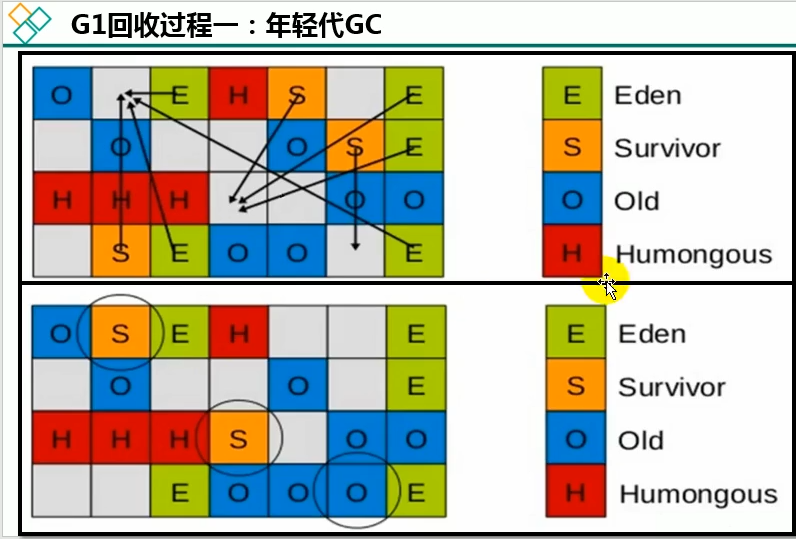 G1回收过程一：年轻代GC
O E H S E
O O S E
H H H O O
S E O O E
E Eden
S Survivor
O Old
H Humongous
O S E H E
O O E
H H H S O O
E O O O E
E Eden
S Survivor
O Old
H Humongous